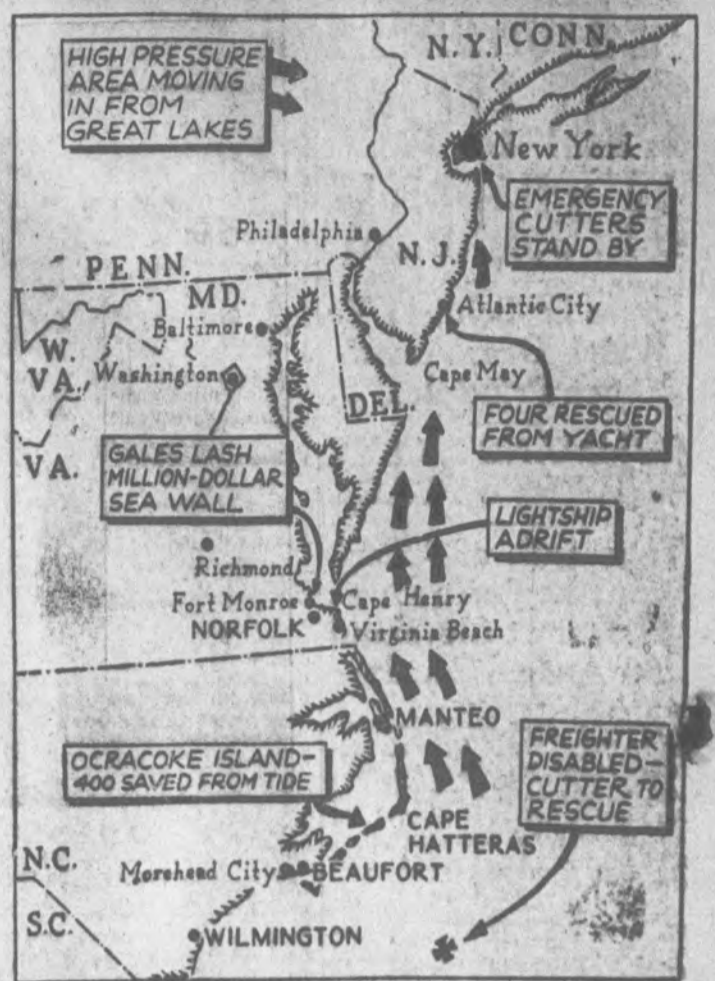 HIGH PRESSURE
AREA MOVING
IN FROM
GREAT LAKES
N.Y.
CONN.
New York
EMERGENCY
CUTTERS
STAND BY
Philadelphia
N.J.
PENN.
MD.
Atlantic City
Baltimore
W.
VA.
Washington
Cape May
DEL.
FOUR RESCUED
FROM YACHT
VA.
GALES LASH
MILLION-DOLLAR
SEA WALL
LIGHTSHIP
ADRIFT
Richmond
Fort Monroe
Cape Henry
NORFOLK
Virginia Beach
MANTEO
OCRACOKE ISLAND-
400 SAVED FROM TIDE
FREIGHTER
DISABLED-
CUTTER TO
RESCUE
CAPE
HATTERAS
N.C.
Morehead City
BEAUFORT
S.C.
WILMINGTON